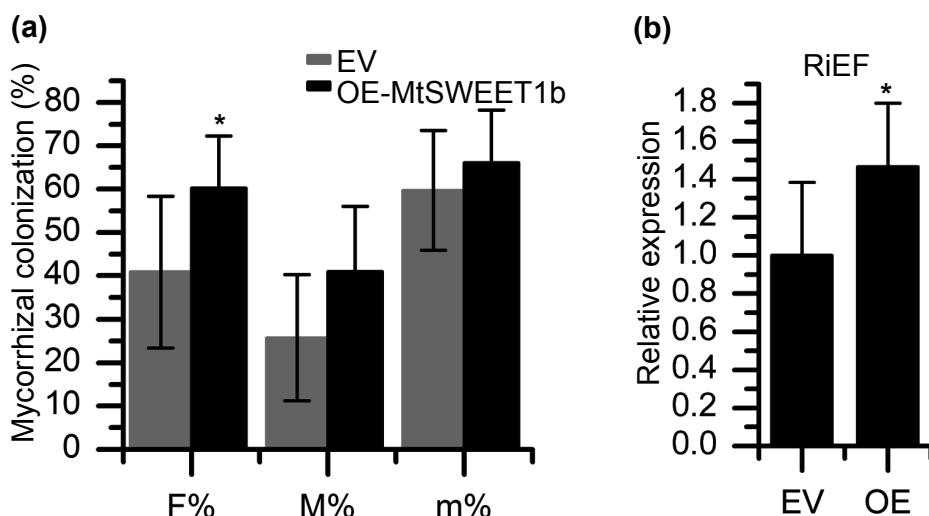 (a)
EV
OE-MtSWEET1b
Mycorrhizal colonization (%)
80
70
60
50
40
30
20
10
0
*
F%
M%
m%
(b)
RiEF
*
Relative expression
1.8
1.6
1.4
1.2
1.0
0.8
0.6
0.4
0.2
0.0
EV
OE